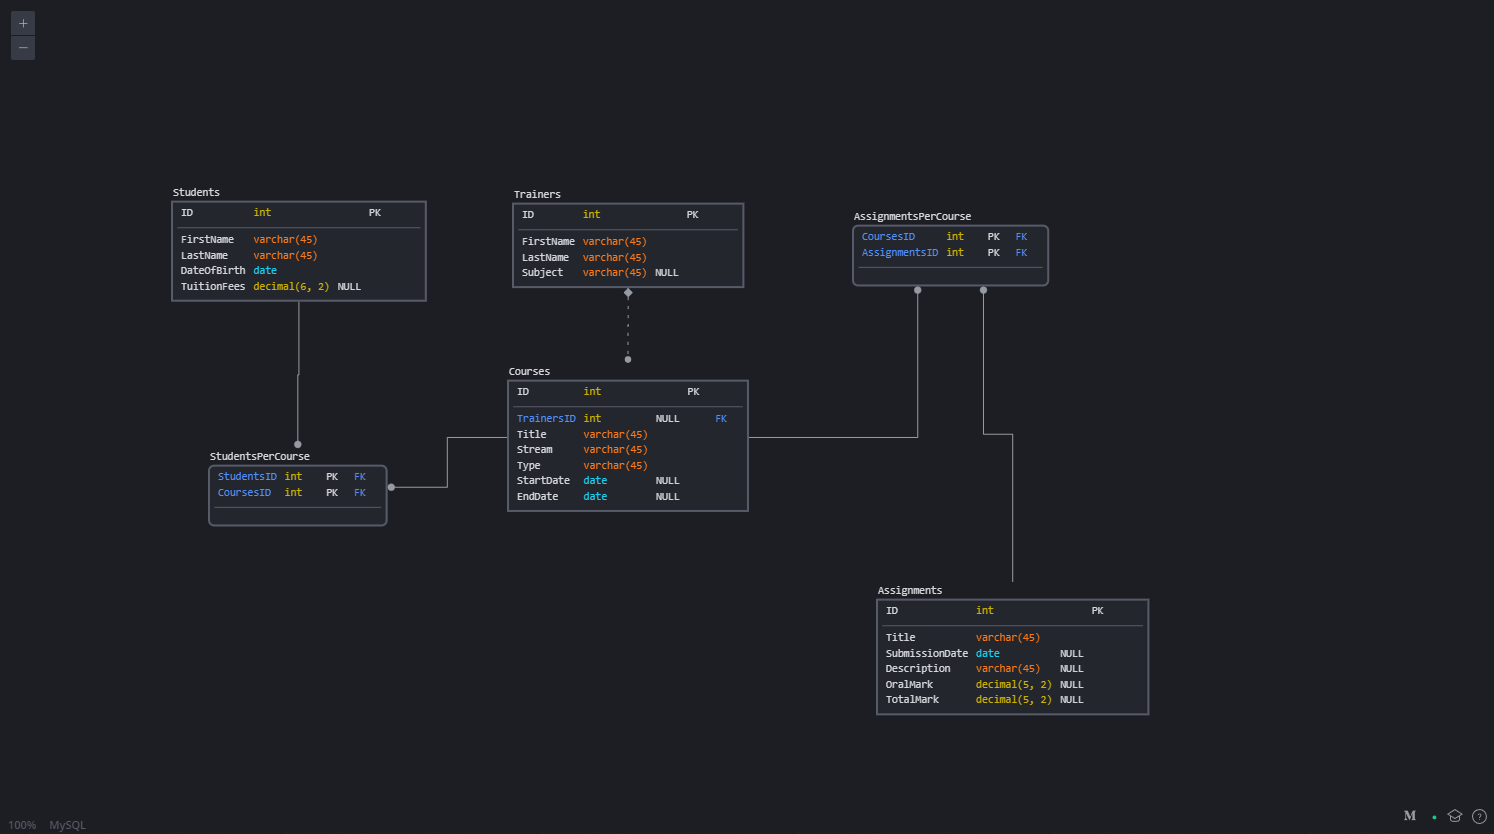 +
−
Students
ID int PK
FirstName varchar(45)
LastName varchar(45)
DateOfBirth date
TuitionFees decimal(6, 2) NULL
Trainers
ID int PK
FirstName varchar(45)
LastName varchar(45)
Subject varchar(45) NULL
AssignmentsPerCourse
CoursesID int PK FK
AssignmentsID int PK FK
Courses
ID int PK
TrainersID int NULL FK
Title varchar(45)
Stream varchar(45)
Type varchar(45)
StartDate date NULL
EndDate date NULL
StudentsPerCourse
StudentsID int PK FK
CoursesID int PK FK
Assignments
ID int PK
Title varchar(45)
SubmissionDate date NULL
Description varchar(45) NULL
OralMark decimal(5, 2) NULL
TotalMark decimal(5, 2) NULL
100% MySQL
M ?